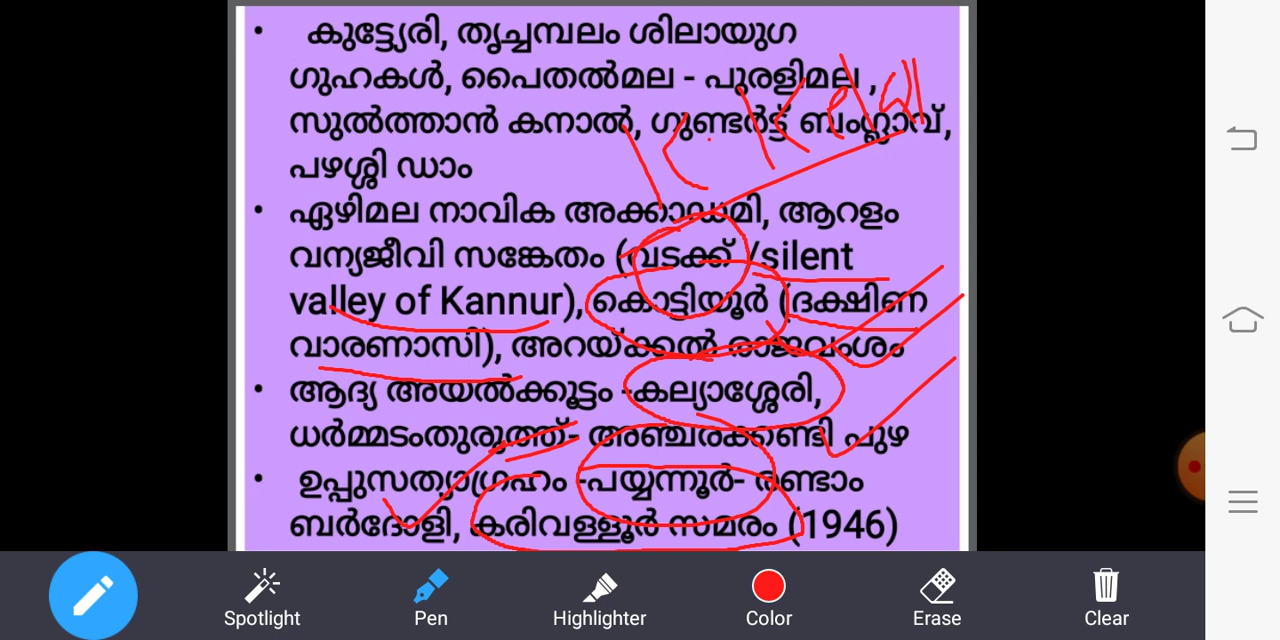 • കുട്ട്യേരി, തൃച്ചമ്പലം ശിലായുഗ
ഗുഹകൾ, പൈതൽമല - പുരളിമല ,
സുൽത്താൻ കനാൽ, ഗുണ്ടർട്ട് ബംഗ്ലാവ്,
പഴശ്ശി ഡാം
• ഏഴിമല നാവിക അക്കാഡമി, ആറളം
വന്യജീവി സങ്കേതം (വടക്ക് /silent
valley of Kannur), കൊട്ടിയൂർ (ദക്ഷിണ
വാരണാസി), അറയ്ക്കൽ രാജവംശം
• ആദ്യ അയൽക്കൂട്ടം -കല്യാശ്ശേരി,
ധർമ്മടംതുരുത്ത്- അഞ്ചരക്കണ്ടി പുഴ
• ഉപ്പുസത്യാഗ്രഹം -പയ്യന്നൂർ- രണ്ടാം
ബർദോളി, കരിവള്ളൂർ സമരം (1946)
Spotlight
Pen
Highlighter
Color
Erase
Clear